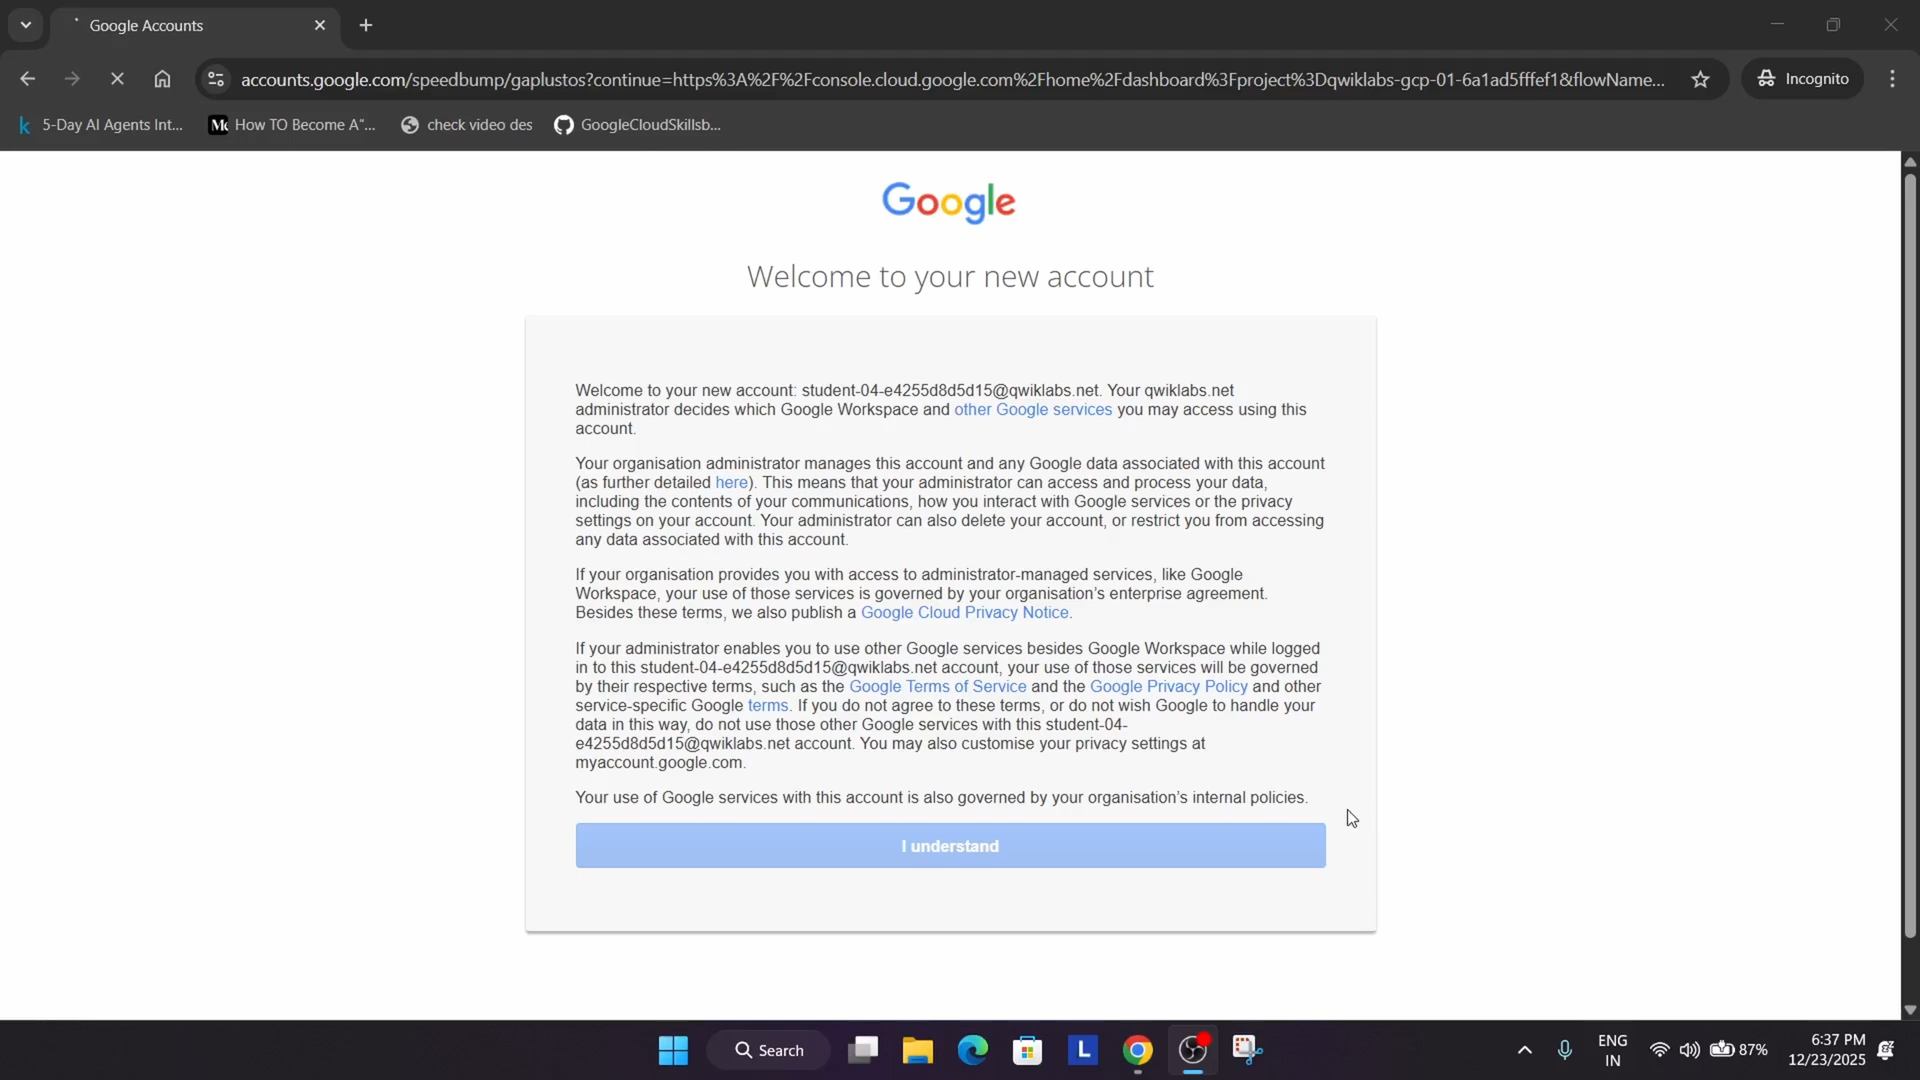 Google Accounts
accounts.google.com/speedbump/gaplustos?continue=https%3A%2F%2Fconsole.cloud.google.com%2Fhome%2Fdashboard%3Fproject%3Dqwiklabs-gcp-01-6a1ad5fffef1&flowName...
Incognito
5-Day AI Agents Int...
How TO Become A"...
check video des
GoogleCloudSkillsb...
Google
Welcome to your new account
Welcome to your new account: student-04-e4255d8d5d15@qwiklabs.net. Your qwiklabs.net
administrator decides which Google Workspace and other Google services you may access using this
account.
Your organisation administrator manages this account and any Google data associated with this account
(as further detailed here). This means that your administrator can access and process your data,
including the contents of your communications, how you interact with Google services or the privacy
settings on your account. Your administrator can also delete your account, or restrict you from accessing
any data associated with this account.
If your organisation provides you with access to administrator-managed services, like Google
Workspace, your use of those services is governed by your organisation's enterprise agreement.
Besides these terms, we also publish a Google Cloud Privacy Notice.
If your administrator enables you to use other Google services besides Google Workspace while logged
in to this student-04-e4255d8d5d15@qwiklabs.net account, your use of those services will be governed
by their respective terms, such as the Google Terms of Service and the Google Privacy Policy and other
service-specific Google terms. If you do not agree to these terms, or do not wish Google to handle your
data in this way, do not use those other Google services with this student-04-
e4255d8d5d15@qwiklabs.net account. You may also customise your privacy settings at
myaccount.google.com.
Your use of Google services with this account is also governed by your organisation's internal policies.
I understand
Search
L
ENG
IN
87%
6:37 PM
12/23/2025